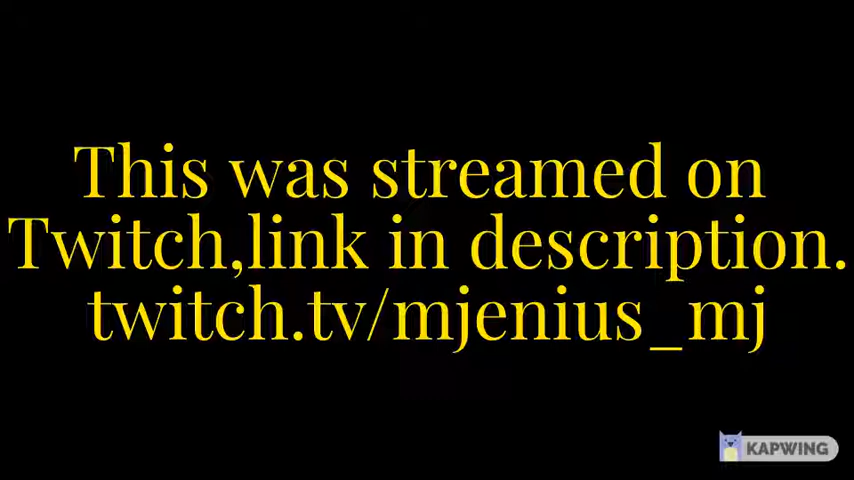 This was streamed on
Twitch,link in description.
twitch.tv/mjenius_mj
KAPWING